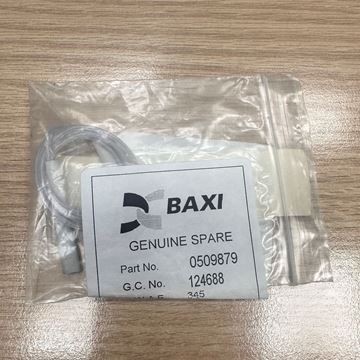 BAXI
GENUINE SPARE
Part No. 0509879
G.C. No. 124688
345